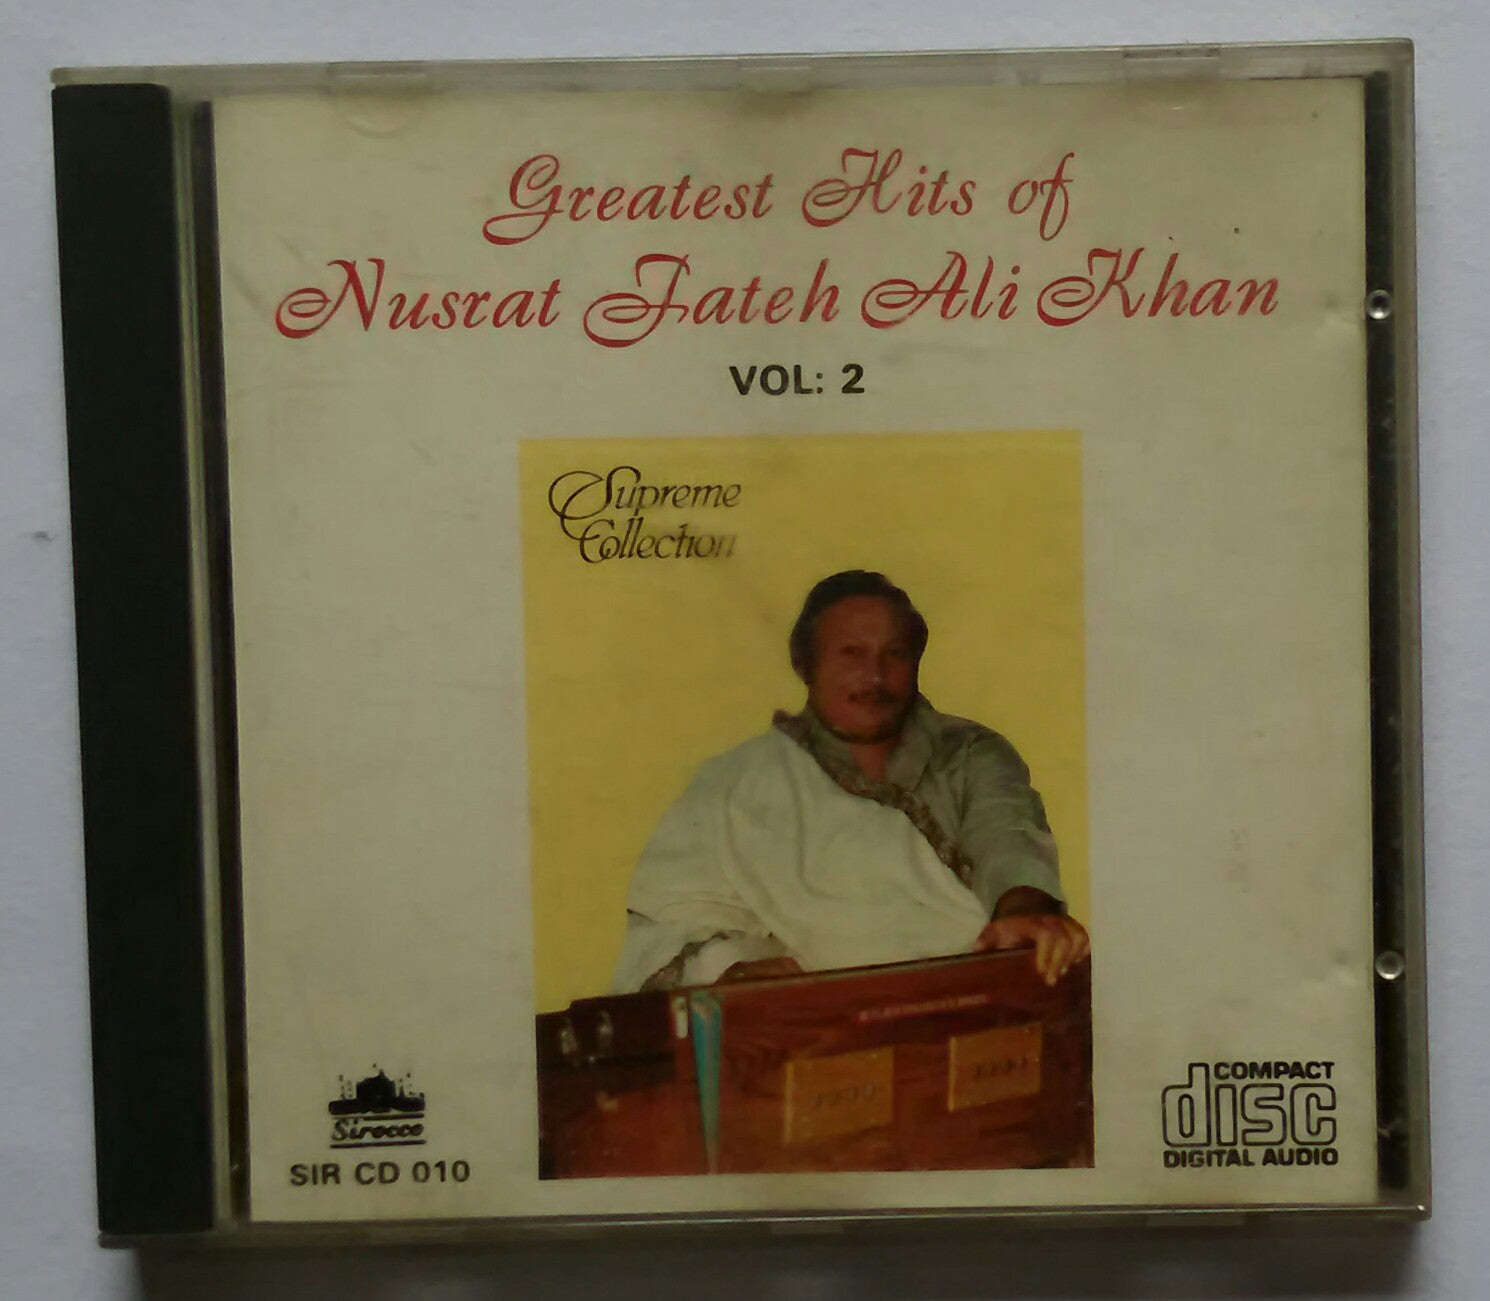 Greatest Hits of
Nusrat Fateh Ali Khan
VOL: 2
Supreme
Collection
Sirocco
SIR CD 010
COMPACT
disc
DIGITAL AUDIO